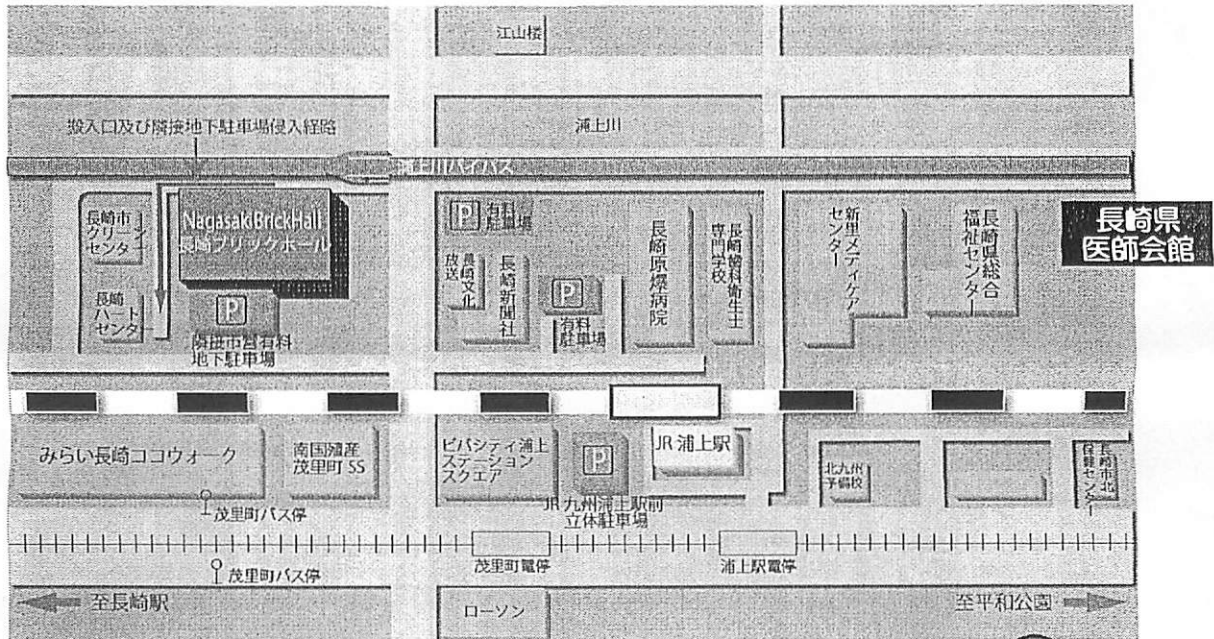 江山楼
搬入口及び隣接地下駐車場侵入経路
浦上川
浦上川バイパス
長崎市
クリーン
センター
NagasakiBrickHall
長崎ブリックホール
P
有料
駐車場
長崎文化
放送
長崎新聞社
P
有料
駐車場
長崎原爆病院
長崎歯科衛生士
専門学校
新里メディケア
センター
長崎県総合
福祉センター
長崎県
医師会館
長崎
ハート
センター
P
隣接市営有料
地下駐車場
みらい長崎ココウォーク
南国殖産
茂里町 SS
ビバシティ浦上
ステーション
スクエア
P
JR 浦上駅
JR 九州浦上駅前
立体駐車場
北九州
予備校
長崎市北
保健センター
茂里町バス停
茂里町電停
浦上駅電停
茂里町バス停
至長崎駅
ローソン
至平和公園